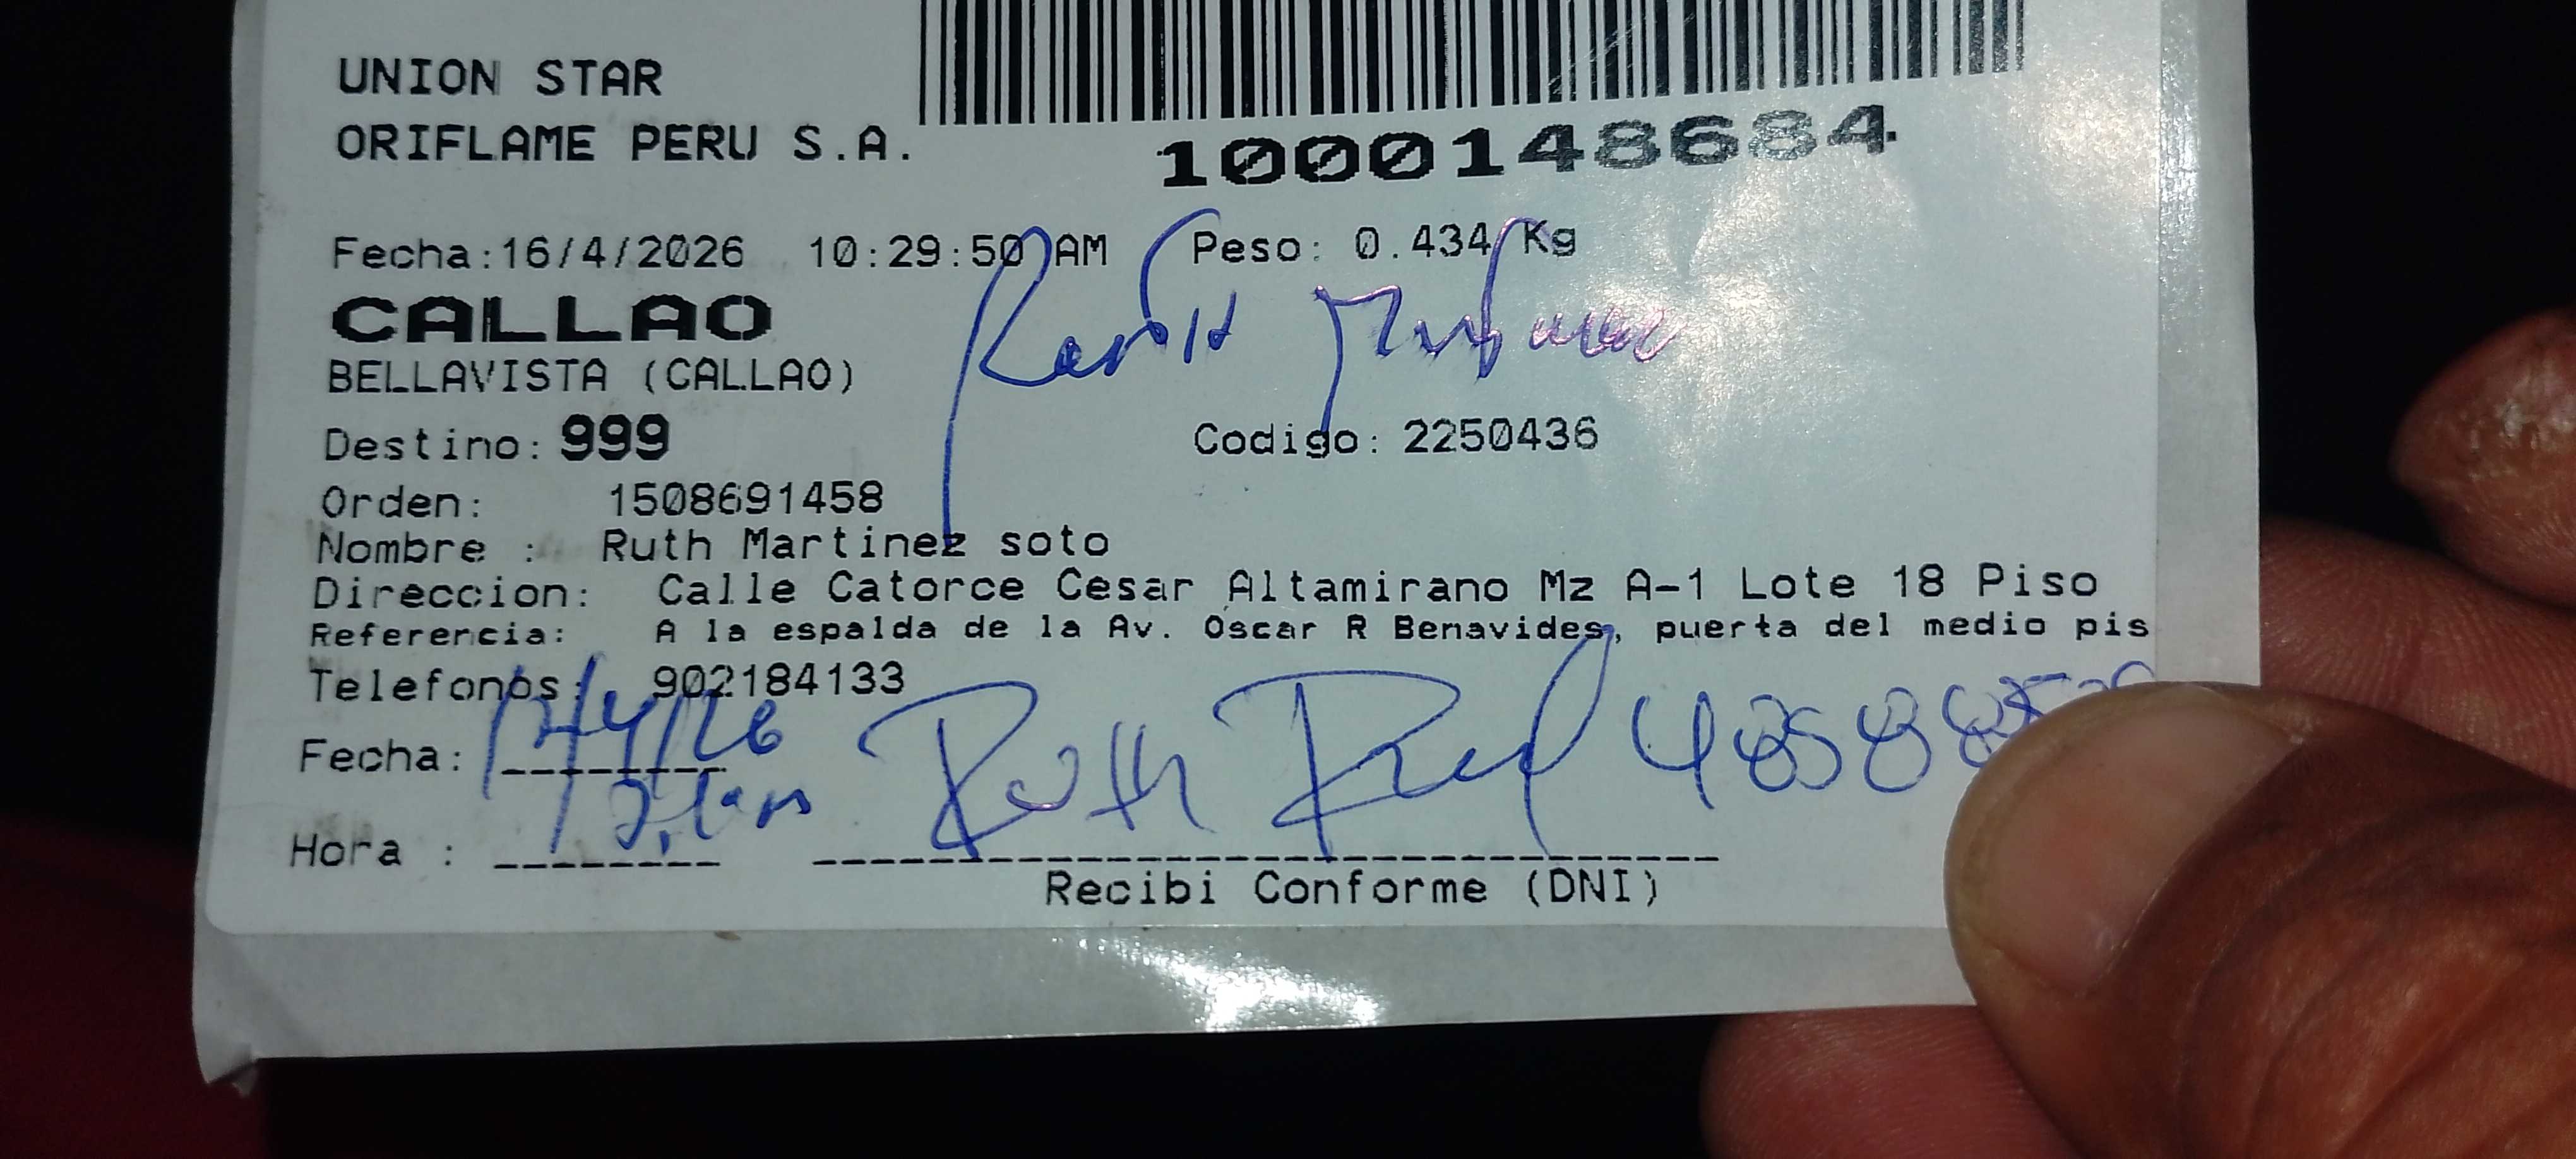 UNION STAR
ORIFLAME PERU S.A.
1000148684
Fecha:16/4/2026 10:29:50 AM Peso: 0.434 Kg
CALLAO
BELLAVISTA (CALLAO)
Destino: 999 Codigo: 2250436
Orden: 1508691458
Nombre : Ruth Martinez soto
Direccion: Calle Catorce Cesar Altamirano Mz A-1 Lote 18 Piso
Referencia: A la espalda de la Av. Oscar R Benavides, puerta del medio pis
Telefonos: 902184133
Fecha:
Ruth
Hora :
Recibi Conforme (DNI)